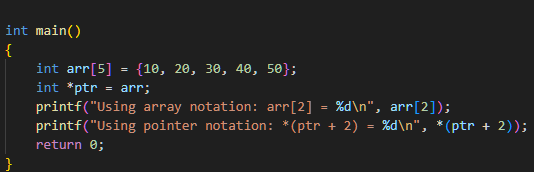 int main()
{
    int arr[5] = {10, 20, 30, 40, 50};
    int *ptr = arr;
    printf("Using array notation: arr[2] = %d\n", arr[2]);
    printf("Using pointer notation: *(ptr + 2) = %d\n", *(ptr + 2));
    return 0;
}